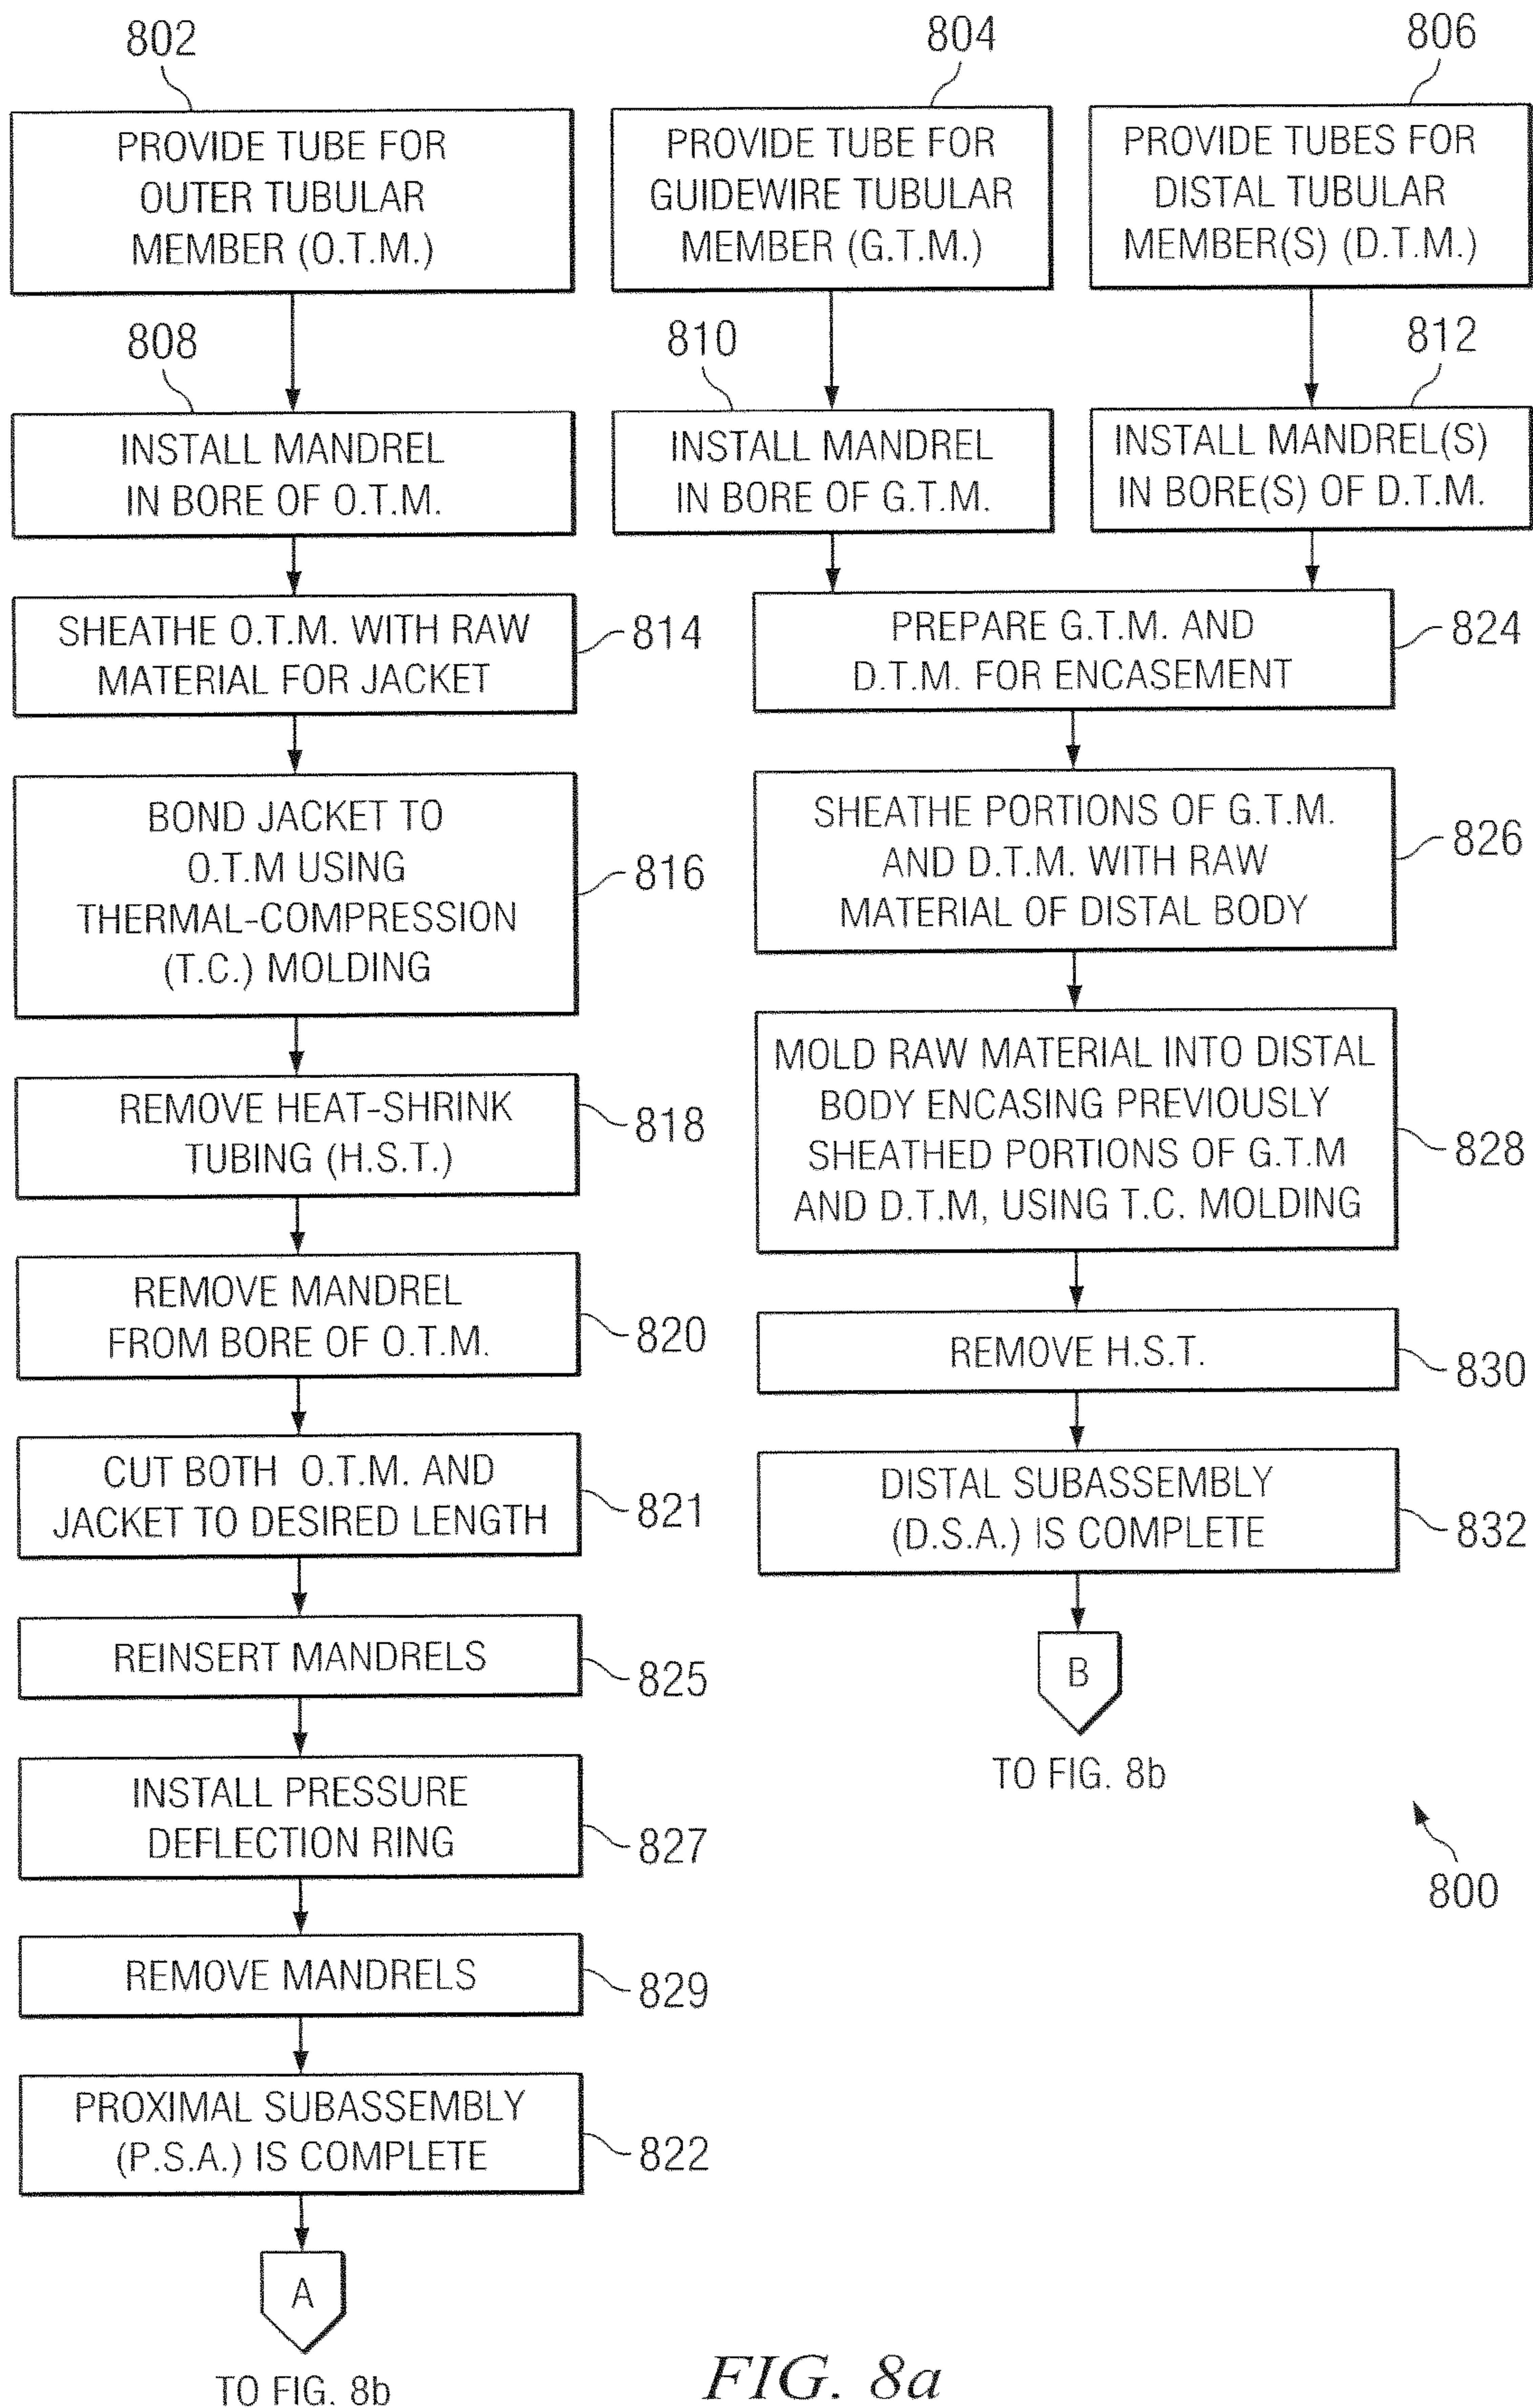 802
PROVIDE TUBE FOR
OUTER TUBULAR
MEMBER (O.T.M.)
804
PROVIDE TUBE FOR
GUIDEWIRE TUBULAR
MEMBER (G.T.M.)
806
PROVIDE TUBES FOR
DISTAL TUBULAR
MEMBER(S) (D.T.M.)
808
INSTALL MANDREL
IN BORE OF O.T.M.
810
INSTALL MANDREL
IN BORE OF G.T.M.
812
INSTALL MANDREL(S)
IN BORE(S) OF D.T.M.
SHEATHE O.T.M. WITH RAW
MATERIAL FOR JACKET
814
BOND JACKET TO
O.T.M USING
THERMAL-COMPRESSION
(T.C.) MOLDING
816
REMOVE HEAT-SHRINK
TUBING (H.S.T.)
818
REMOVE MANDREL
FROM BORE OF O.T.M.
820
CUT BOTH O.T.M. AND
JACKET TO DESIRED LENGTH
821
REINSERT MANDRELS
825
INSTALL PRESSURE
DEFLECTION RING
827
REMOVE MANDRELS
829
PROXIMAL SUBASSEMBLY
(P.S.A.) IS COMPLETE
822
A
TO FIG. 8b
PREPARE G.T.M. AND
D.T.M. FOR ENCASEMENT
824
SHEATHE PORTIONS OF G.T.M.
AND D.T.M. WITH RAW
MATERIAL OF DISTAL BODY
826
MOLD RAW MATERIAL INTO DISTAL
BODY ENCASING PREVIOUSLY
SHEATHED PORTIONS OF G.T.M
AND D.T.M, USING T.C. MOLDING
828
REMOVE H.S.T.
830
DISTAL SUBASSEMBLY
(D.S.A.) IS COMPLETE
832
B
TO FIG. 8b
800
FIG. 8a